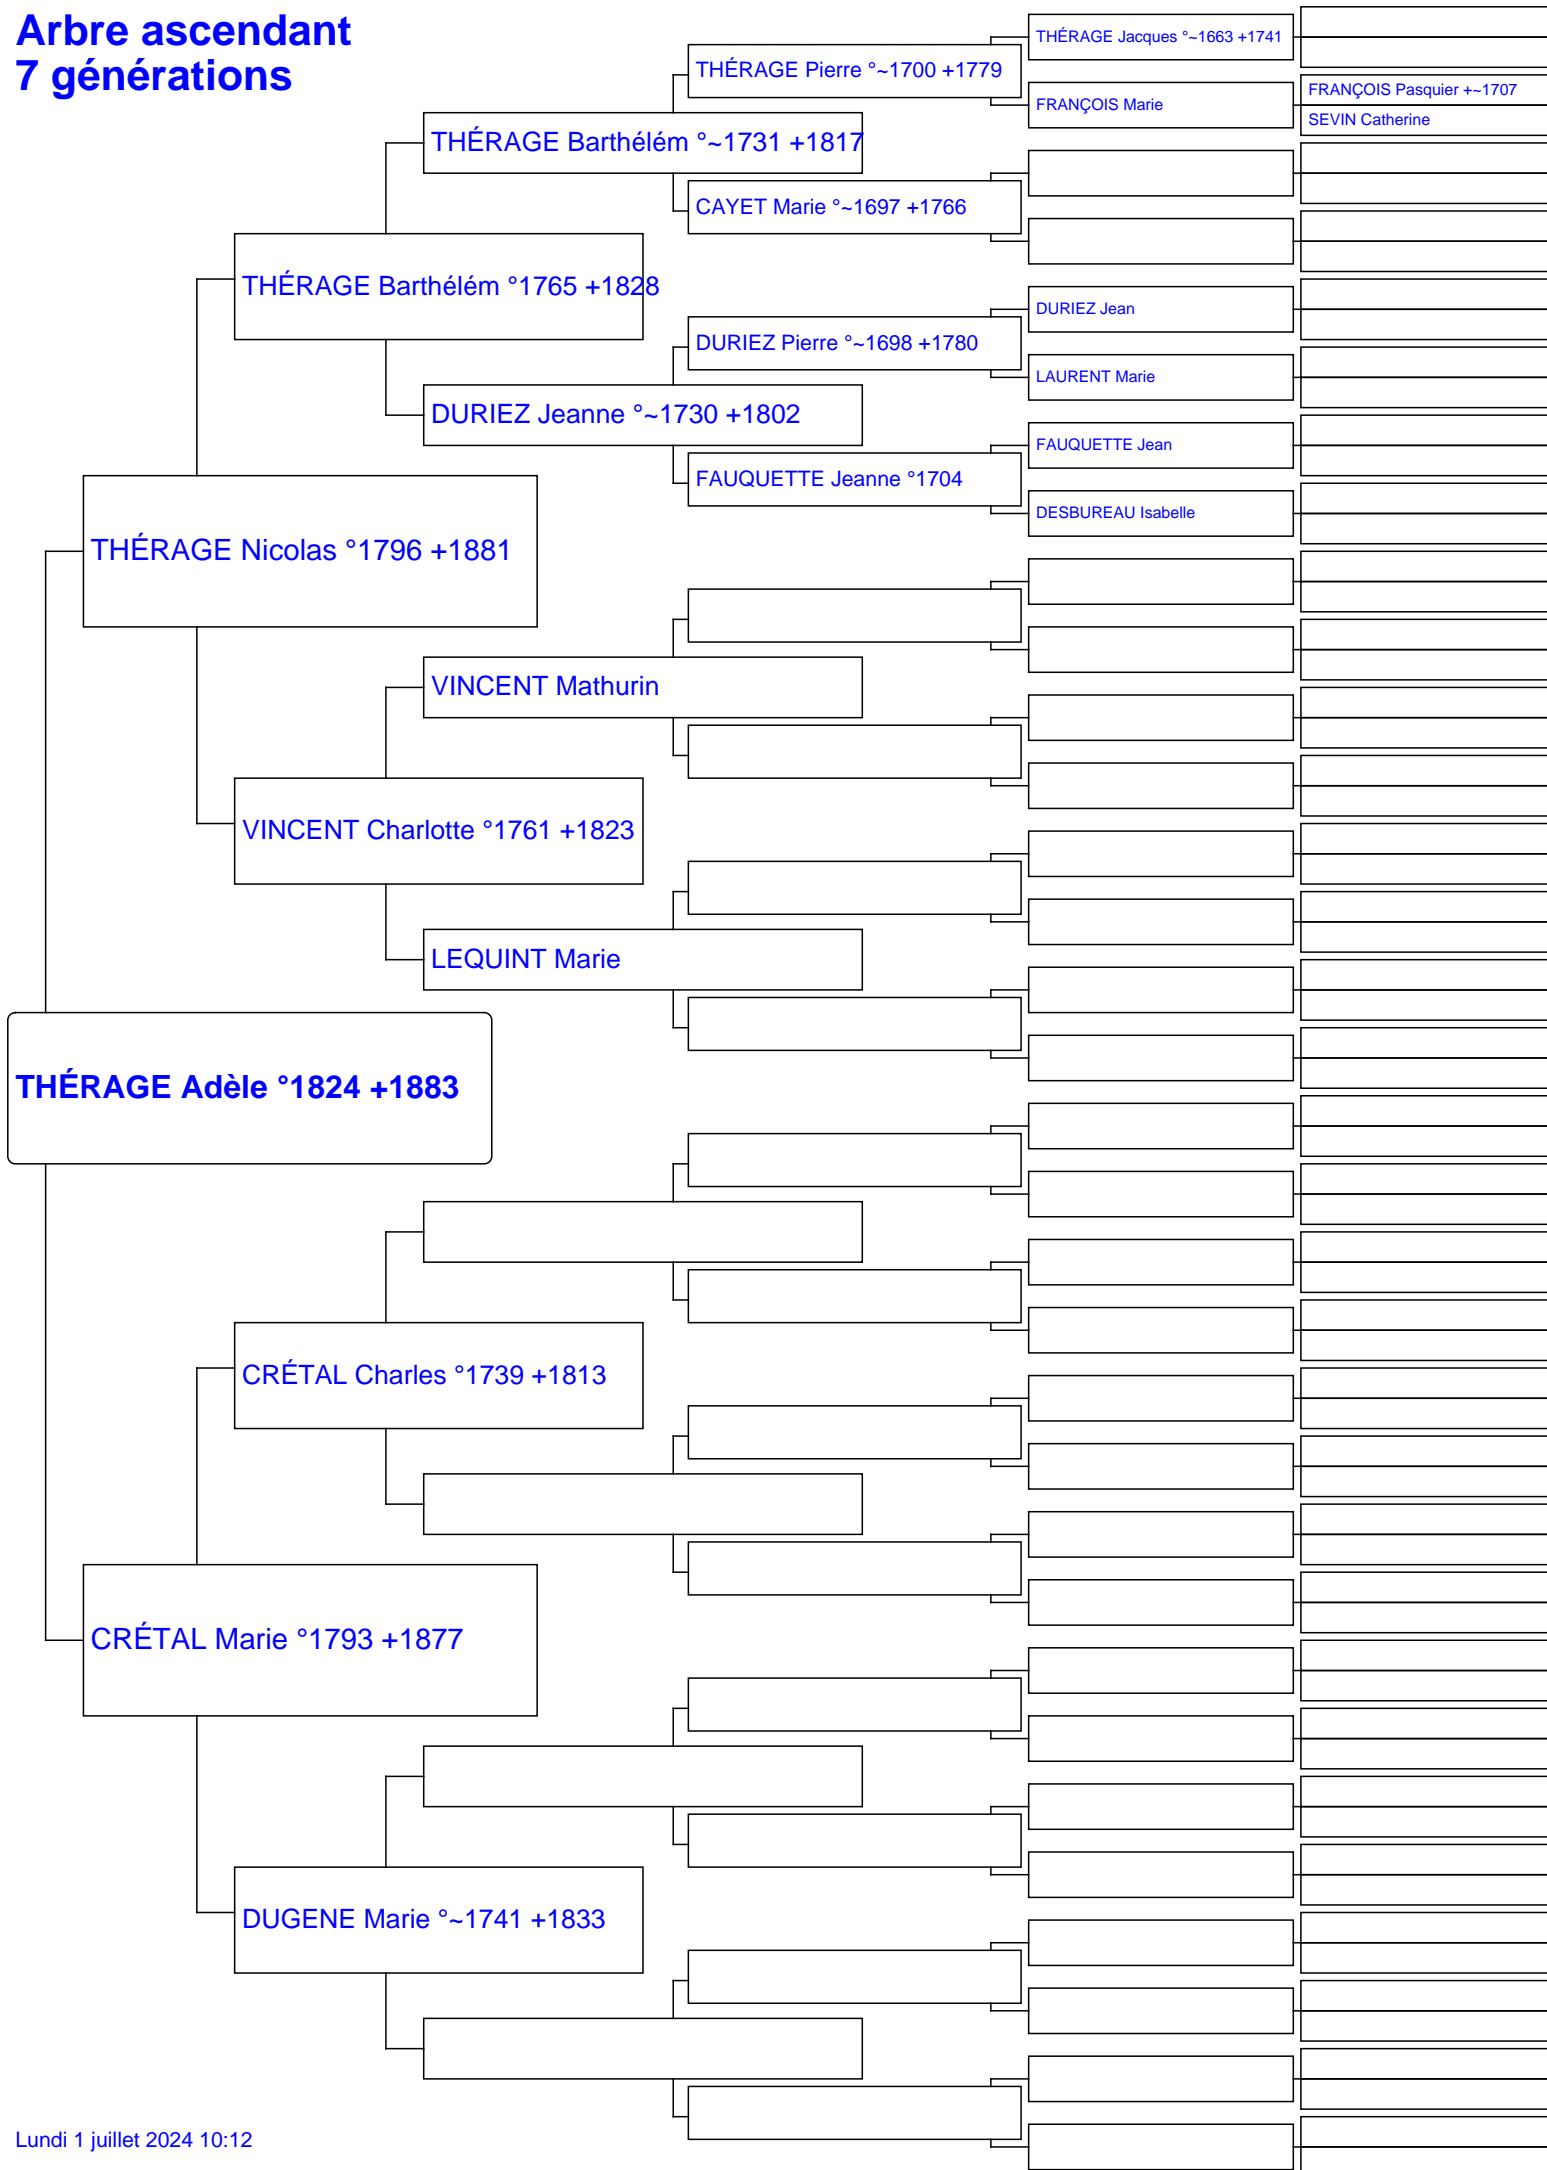 Arbre ascendant
7 générations
THÉRAGE Jacques °~1663 +1741
THÉRAGE Pierre °~1700 +1779
FRANÇOIS Pasquier +~1707
FRANÇOIS Marie
SEVIN Catherine
THÉRAGE Barthélém °~1731 +1817
CAYET Marie °~1697 +1766
THÉRAGE Barthélém °1765 +1828
DURIEZ Jean
DURIEZ Pierre °~1698 +1780
LAURENT Marie
DURIEZ Jeanne °~1730 +1802
FAUQUETTE Jean
FAUQUETTE Jeanne °1704
DESBUREAU Isabelle
THÉRAGE Nicolas °1796 +1881
VINCENT Mathurin
VINCENT Charlotte °1761 +1823
LEQUINT Marie
THÉRAGE Adèle °1824 +1883
CRÉTAL Charles °1739 +1813
CRÉTAL Marie °1793 +1877
DUGENE Marie °~1741 +1833
Lundi 1 juillet 2024 10:12